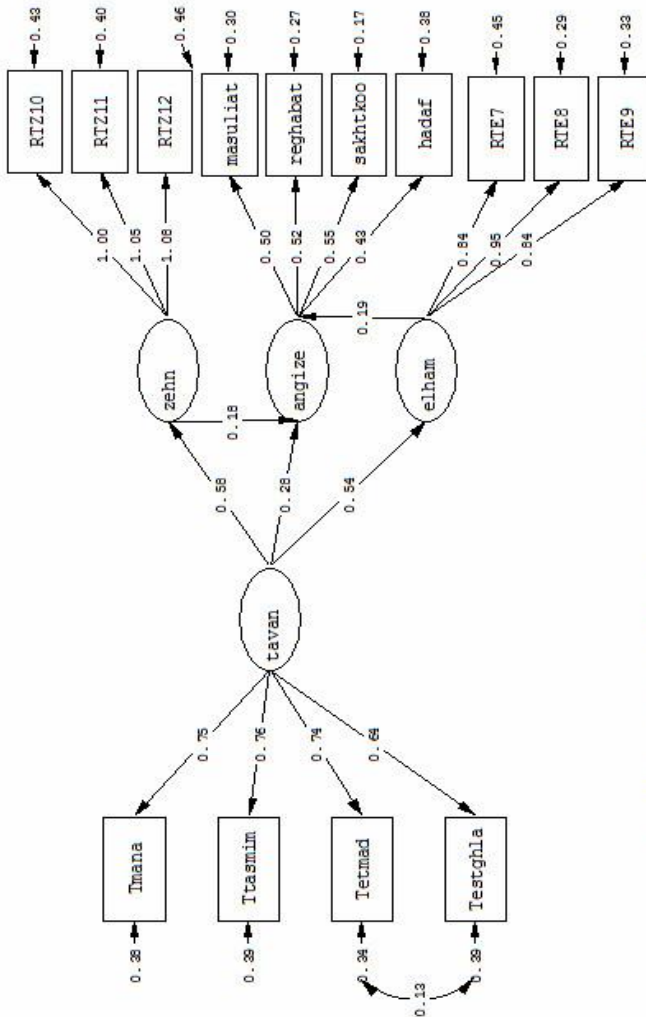 0.38
Tmana
0.39
Ttasmim
0.34
Tetmad
0.39
Testghla
0.13
0.75
0.76
0.74
0.64
tavan
0.58
0.28
0.54
zehn
0.18
angize
0.19
elham
1.00
1.05
1.08
0.50
0.52
0.55
0.43
0.84
0.95
0.84
RTZ10
0.43
RTZ11
0.40
RTZ12
0.46
masuliat
0.30
reghabat
0.27
sakhtkoo
0.17
hadaf
0.38
RTE7
0.45
RTE8
0.29
RTE9
0.33